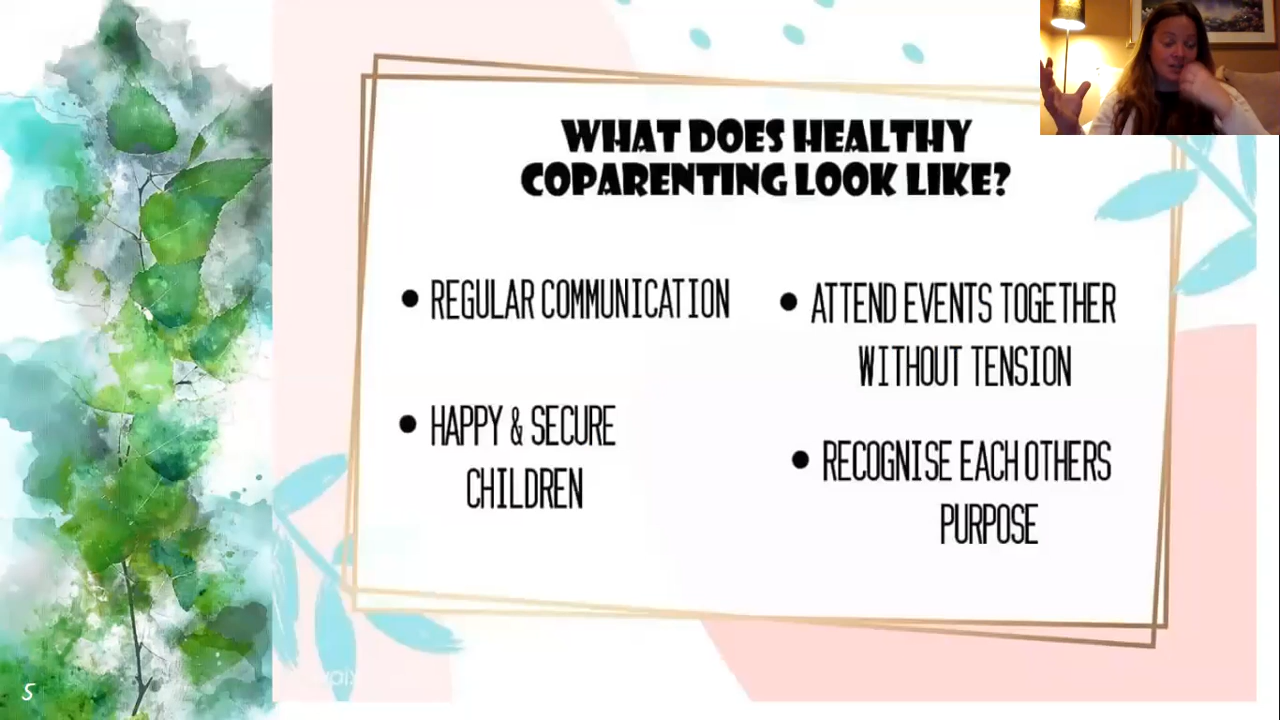 WHAT DOES HEALTHY
COPARENTING LOOK LIKE?
• REGULAR COMMUNICATION
• HAPPY & SECURE
CHILDREN
• ATTEND EVENTS TOGETHER
WITHOUT TENSION
• RECOGNISE EACH OTHERS
PURPOSE
5